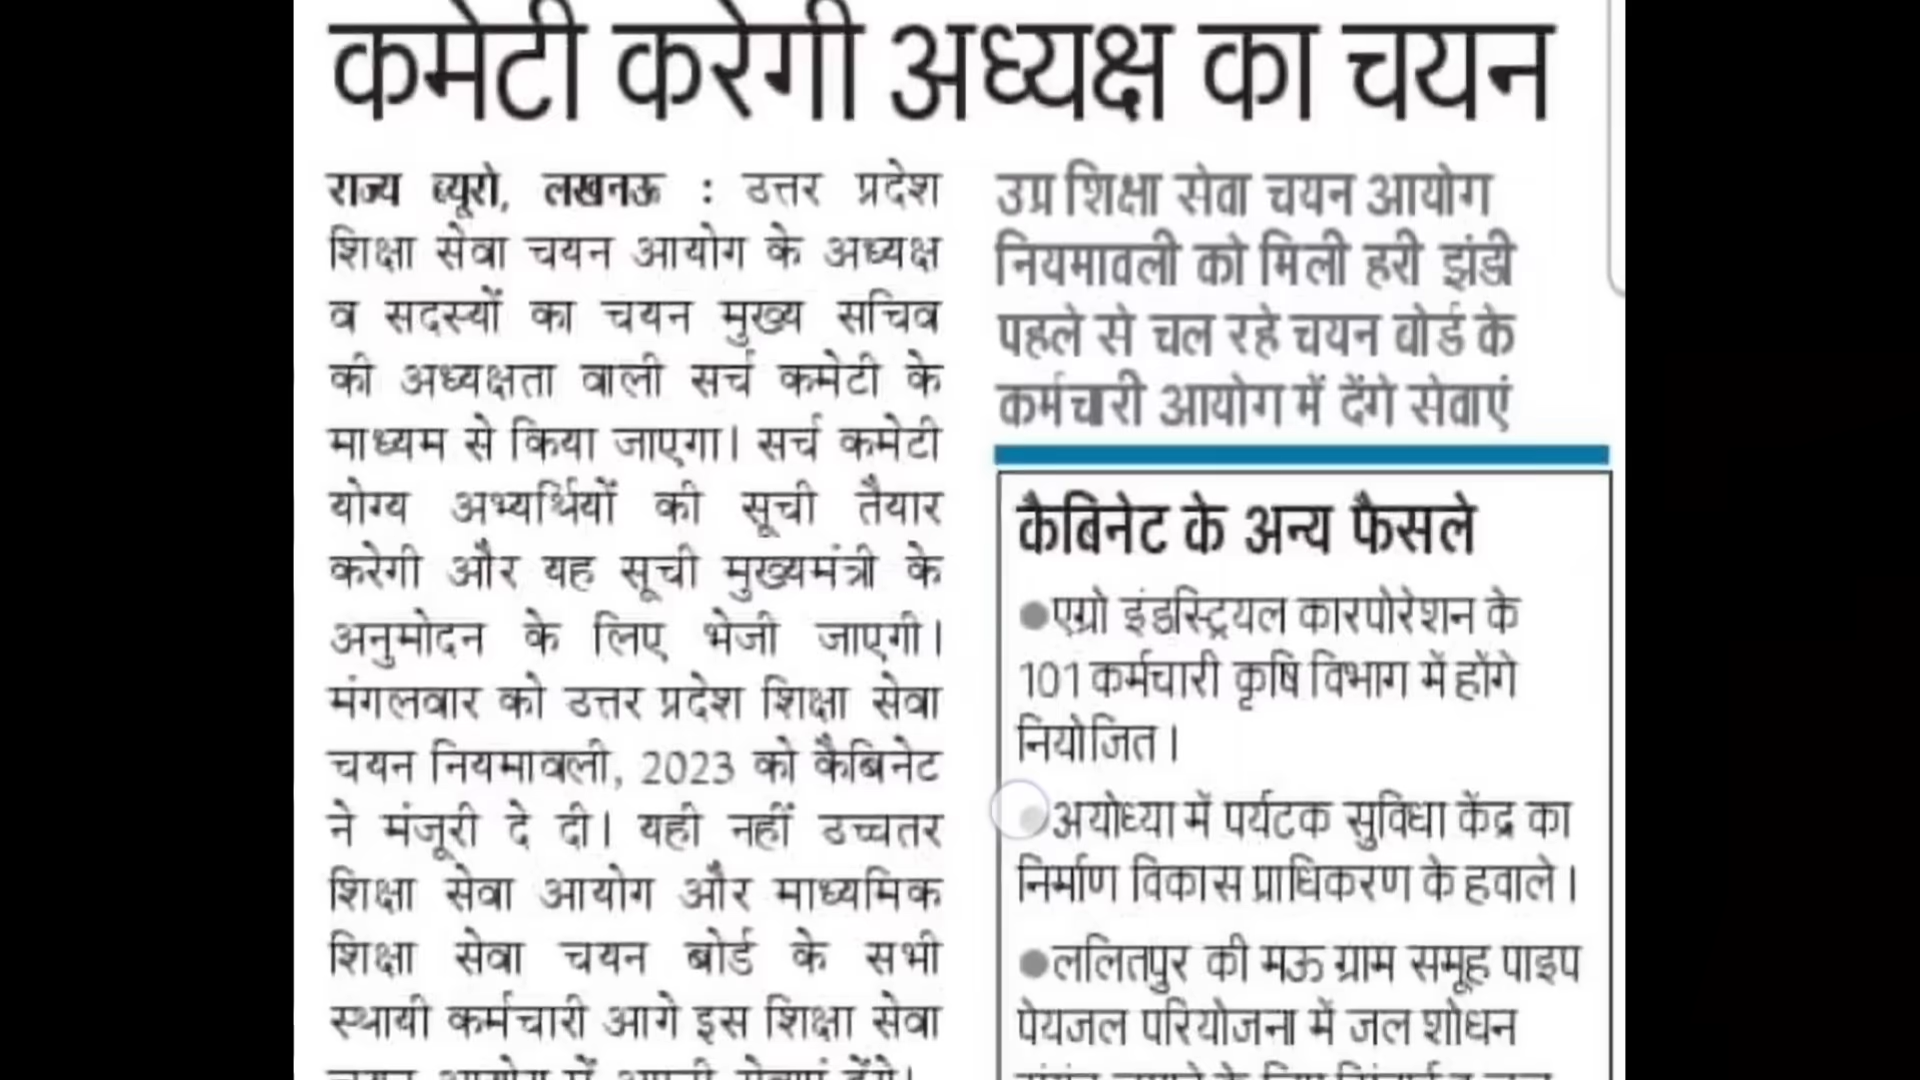 कमेटी करेगी अध्यक्ष का चयन
राज्य ब्यूरो, लखनऊ : उत्तर प्रदेश
शिक्षा सेवा चयन आयोग के अध्यक्ष
व सदस्यों का चयन मुख्य सचिव
की अध्यक्षता वाली सर्च कमेटी के
माध्यम से किया जाएगा। सर्च कमेटी
योग्य अभ्यर्थियों की सूची तैयार
करेगी और यह सूची मुख्यमंत्री के
अनुमोदन के लिए भेजी जाएगी।
मंगलवार को उत्तर प्रदेश शिक्षा सेवा
चयन नियमावली, 2023 को कैबिनेट
ने मंजूरी दे दी। यही नहीं उच्चतर
शिक्षा सेवा आयोग और माध्यमिक
शिक्षा सेवा चयन बोर्ड के सभी
स्थायी कर्मचारी आगे इस शिक्षा सेवा
उप्र शिक्षा सेवा चयन आयोग
नियमावली को मिली हरी झंडी
पहले से चल रहे चयन बोर्ड के
कर्मचारी आयोग में देंगे सेवाएं
कैबिनेट के अन्य फैसले
●एग्रो इंडस्ट्रियल कारपोरेशन के
101 कर्मचारी कृषि विभाग में होंगे
नियोजित।
●अयोध्या में पर्यटक सुविधा केंद्र का
निर्माण विकास प्राधिकरण के हवाले।
●ललितपुर की मऊ ग्राम समूह पाइप
पेयजल परियोजना में जल शोधन